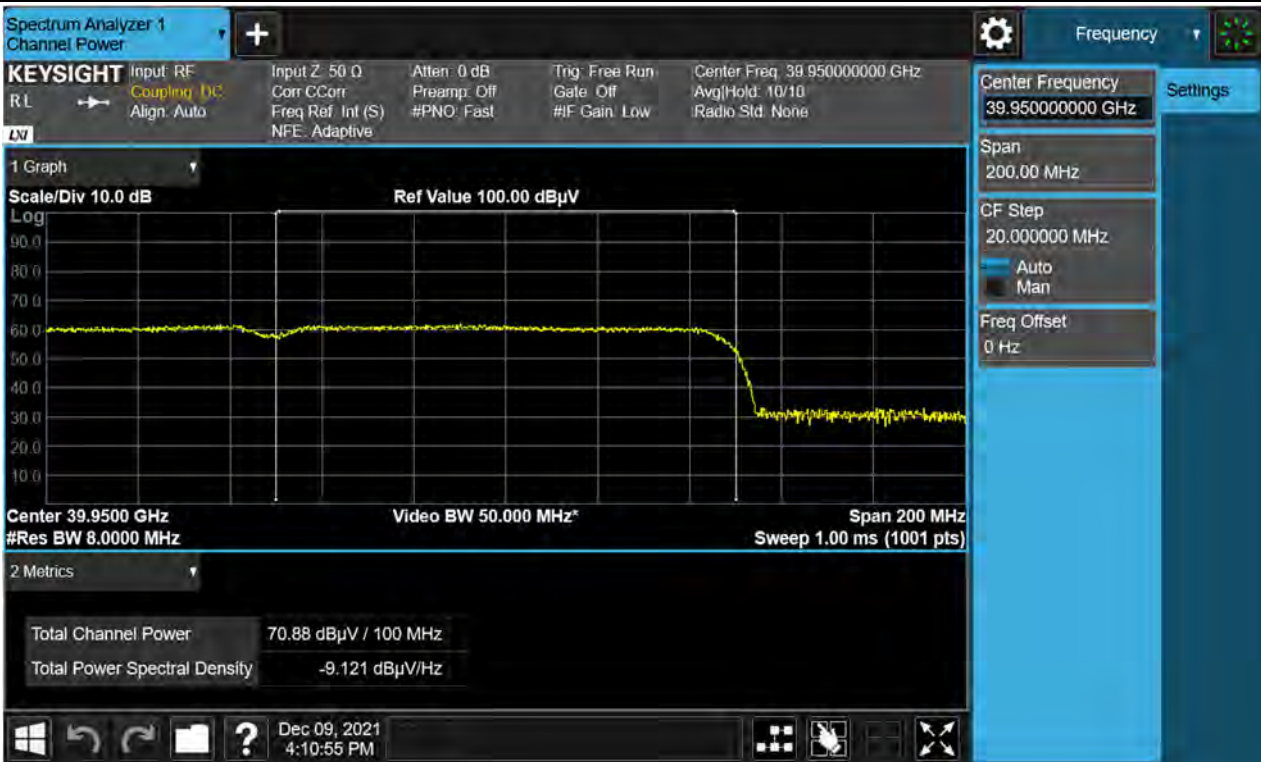 Spectrum Analyzer 1
Channel Power
Frequency
KEYSIGHT
RL
LXI
Input: RF
Coupling: DC
Align: Auto
Input Z: 50 Ω
Corr CCorr
Freq Ref: Int (S)
NFE: Adaptive
Atten: 0 dB
Preamp: Off
#PNO: Fast
Trig: Free Run
Gate: Off
#IF Gain: Low
Center Freq: 39.950000000 GHz
Avg|Hold: 10/10
Radio Std: None
Center Frequency
39.950000000 GHz
Settings
Span
200.00 MHz
CF Step
20.000000 MHz
Auto
Man
Freq Offset
0 Hz
1 Graph
Scale/Div 10.0 dB
Ref Value 100.00 dBµV
Log
90.0
80.0
70.0
60.0
50.0
40.0
30.0
20.0
10.0
Center 39.9500 GHz
Video BW 50.000 MHz*
Span 200 MHz
#Res BW 8.0000 MHz
Sweep 1.00 ms (1001 pts)
2 Metrics
Total Channel Power
70.88 dBµV / 100 MHz
Total Power Spectral Density
-9.121 dBµV/Hz
Dec 09, 2021
4:10:55 PM